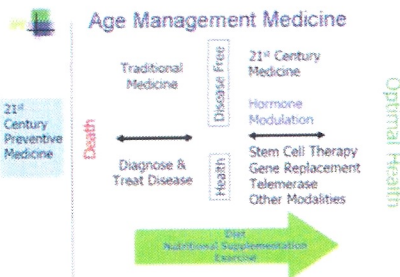 Age Management Medicine
21st
Century
Preventive
Medicine
Death
Traditional
Medicine
Diagnose &
Treat Disease
Disease Free
Health
21st Century
Medicine
Hormone
Modulation
Stem Cell Therapy
Gene Replacement
Telemerase
Other Modalities
Optimal Health
Diet
Nutritional Supplementation
Exercise